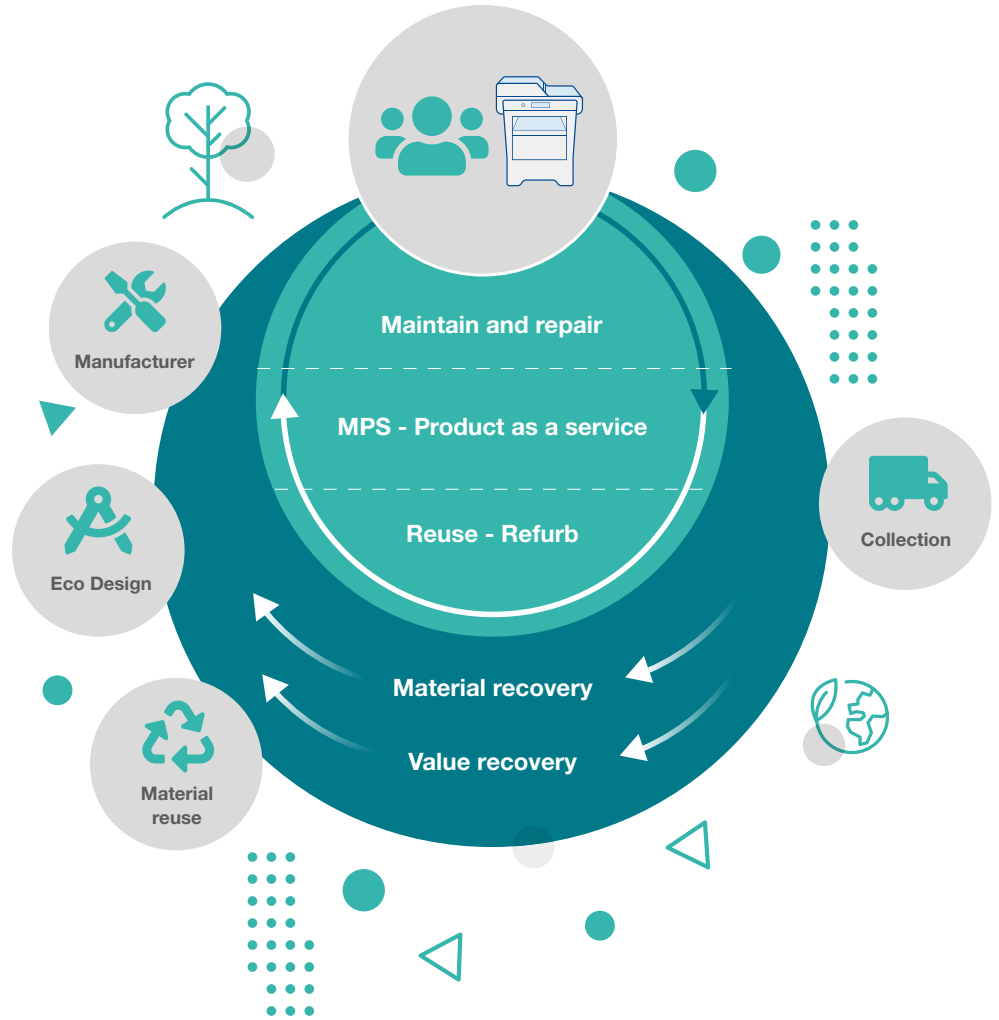 Maintain and repair
Manufacturer
MPS - Product as a service
Reuse - Refurb
Collection
Eco Design
Material recovery
Value recovery
Material
reuse